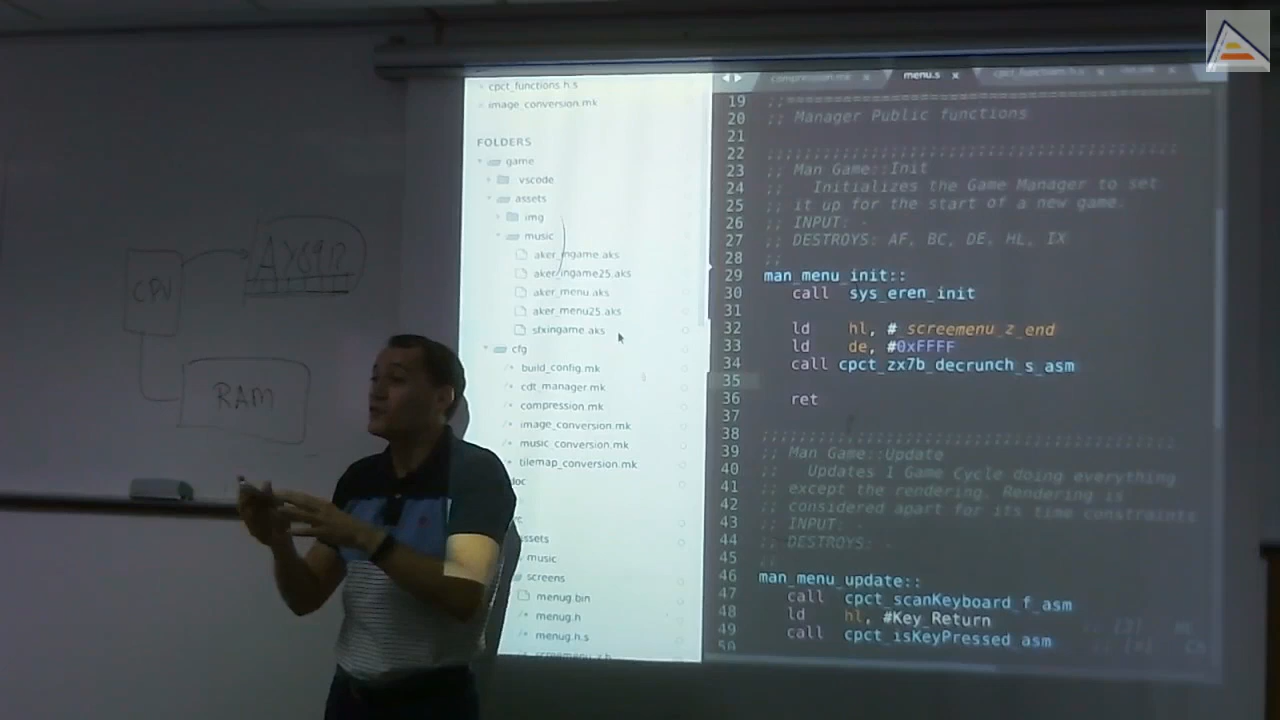 CPU
RAM
cpct_functions.h.s
image_conversion.mk
FOLDERS
game
.vscode
assets
img
music
aker_ingame.aks
aker_ingame25.aks
aker_menu.aks
aker_menu25.aks
sfxingame.aks
cfg
build_config.mk
cdt_manager.mk
compression.mk
image_conversion.mk
music_conversion.mk
tilemap_conversion.mk
music
screens
menug.bin
menug.h
menug.h.s
compression.mk
menu.s x
cpct_functions.h.s
19 ;;==================================================
20 ;; Manager Public functions
21
22 ;;;;;;;;;;;;;;;;;;;;;;;;;;;;;;;;;;;;;;;;;;;
23 ;; Man Game::Init
24 ;;   Initializes the Game Manager to set
25 ;; it up for the start of a new game.
26 ;; INPUT: -
27 ;; DESTROYS: AF, BC, DE, HL, IX
28 ;;
29 man_menu_init::
30 call sys_eren_init
31
32 ld hl, #_screemenu_z_end
33 ld de, #0xFFFF
34 call cpct_zx7b_decrunch_s_asm
35
36 ret
37
38 ;;;;;;;;;;;;;;;;;;;;;;;;;;;;;;;;;;;;;;;;;;;
39 ;; Man Game::Update
40 ;;   Updates 1 Game Cycle doing everything
41 ;; except the rendering. Rendering is
42 ;; considered apart for its time constraints
43 ;; INPUT: -
44 ;; DESTROYS: -
45 ;;
46 man_menu_update::
47 call cpct_scanKeyboard_f_asm
48 ld hl, #Key_Return
49 call cpct_isKeyPressed_asm
50